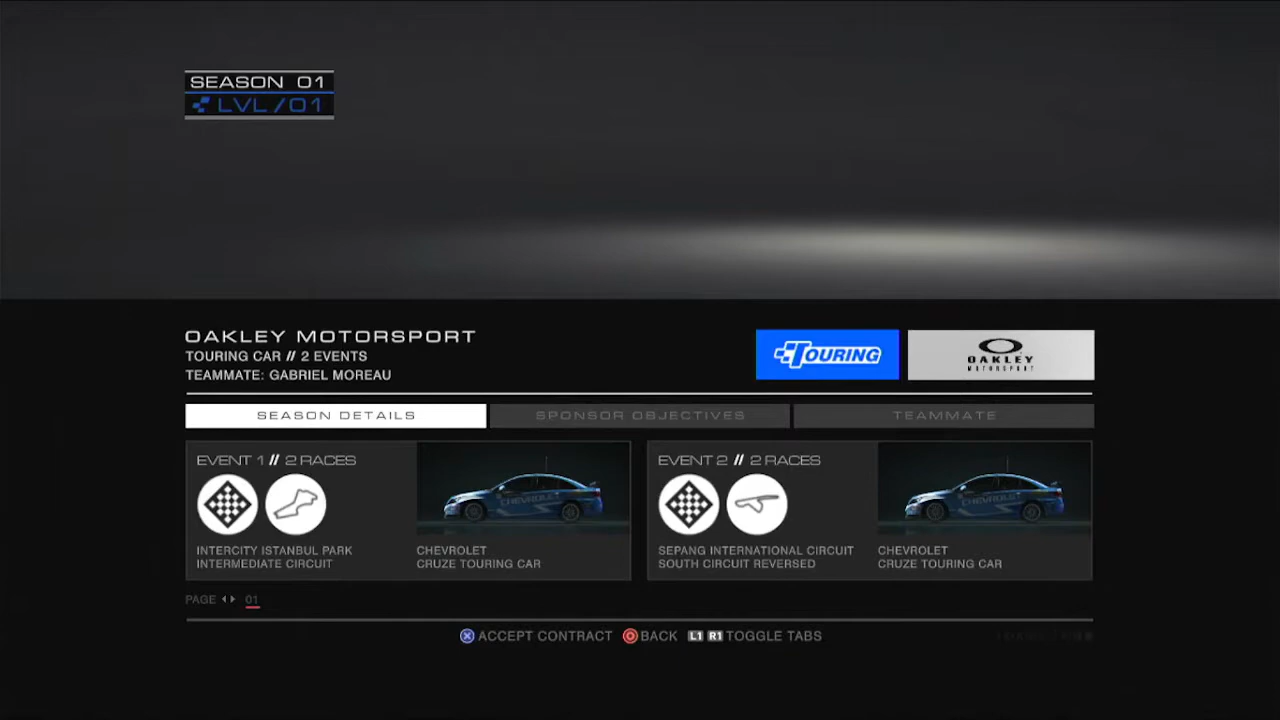 SEASON 01
LVL/01
OAKLEY MOTORSPORT
TOURING CAR // 2 EVENTS
TEAMMATE: GABRIEL MOREAU
TOURING
OAKLEY
MOTORSPORT
SEASON DETAILS
SPONSOR OBJECTIVES
TEAMMATE
EVENT 1 // 2 RACES
CHEVROLET
INTERCITY ISTANBUL PARK
INTERMEDIATE CIRCUIT
CHEVROLET
CRUZE TOURING CAR
EVENT 2 // 2 RACES
CHEVROLET
SEPANG INTERNATIONAL CIRCUIT
SOUTH CIRCUIT REVERSED
CHEVROLET
CRUZE TOURING CAR
PAGE 01
ACCEPT CONTRACT BACK L1 R1 TOGGLE TABS